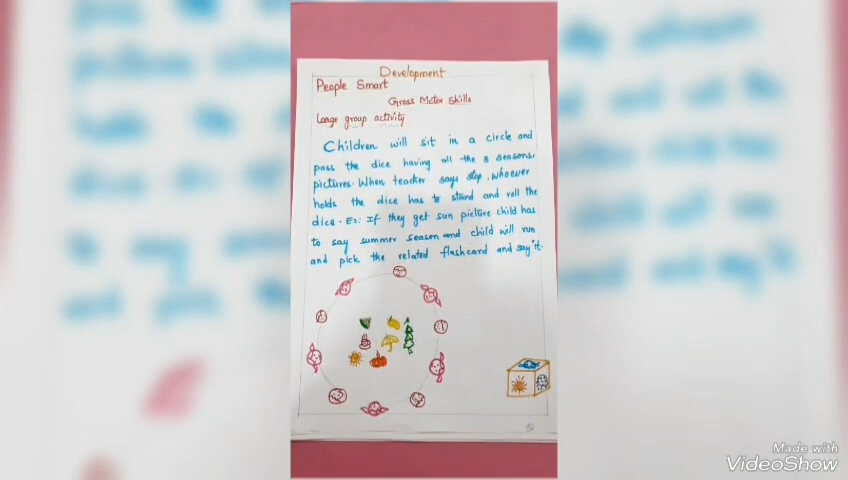 Development
People Smart
Gross Motor Skills
Large group activity
Children will sit in a circle and
pass the dice having all the 3 seasons
pictures. When teacher says stop, whoever
holds the dice has to stand and roll the
dice. Ex: If they get sun picture child has
to say summer season and child will run
and pick the related flashcard and say it.
Made with
VideoShow